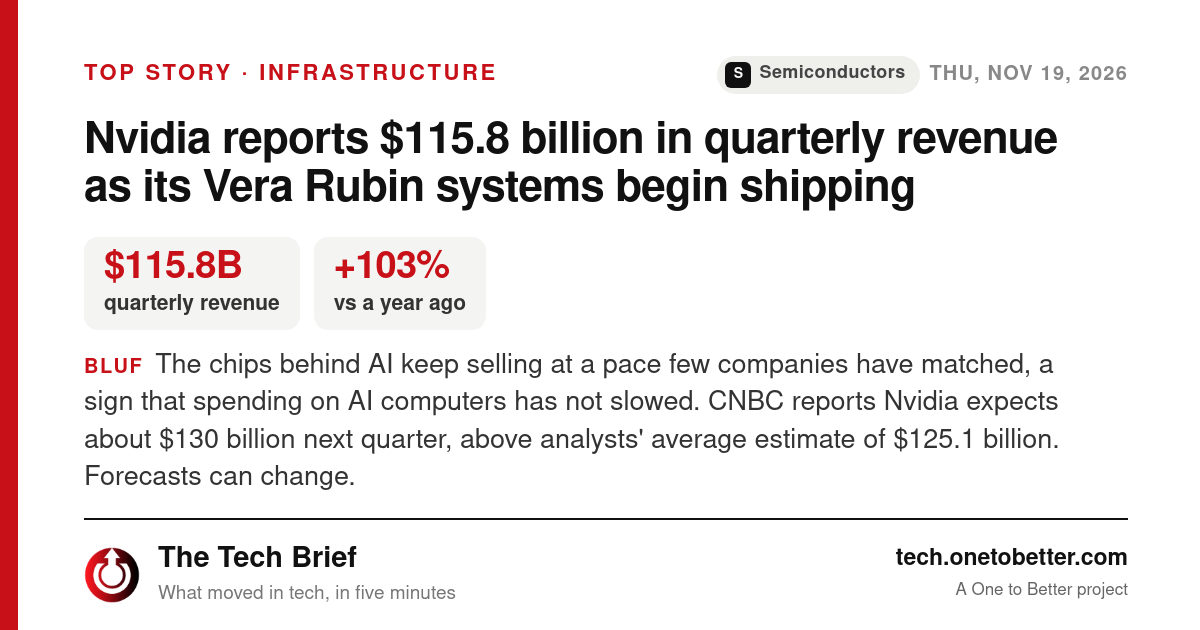 TOP STORY · INFRASTRUCTURE
S Semiconductors THU, NOV 19, 2026
Nvidia reports $115.8 billion in quarterly revenue
as its Vera Rubin systems begin shipping
$115.8B
quarterly revenue
+103%
vs a year ago
BLUF The chips behind AI keep selling at a pace few companies have matched, a
sign that spending on AI computers has not slowed. CNBC reports Nvidia expects
about $130 billion next quarter, above analysts' average estimate of $125.1 billion.
Forecasts can change.
The Tech Brief
What moved in tech, in five minutes
tech.onetobetter.com
A One to Better project